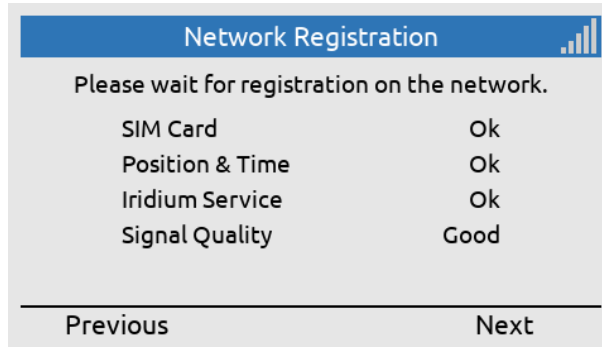 Network Registration
Please wait for registration on the network.
SIM Card Ok
Position & Time Ok
Iridium Service Ok
Signal Quality Good
Previous Next